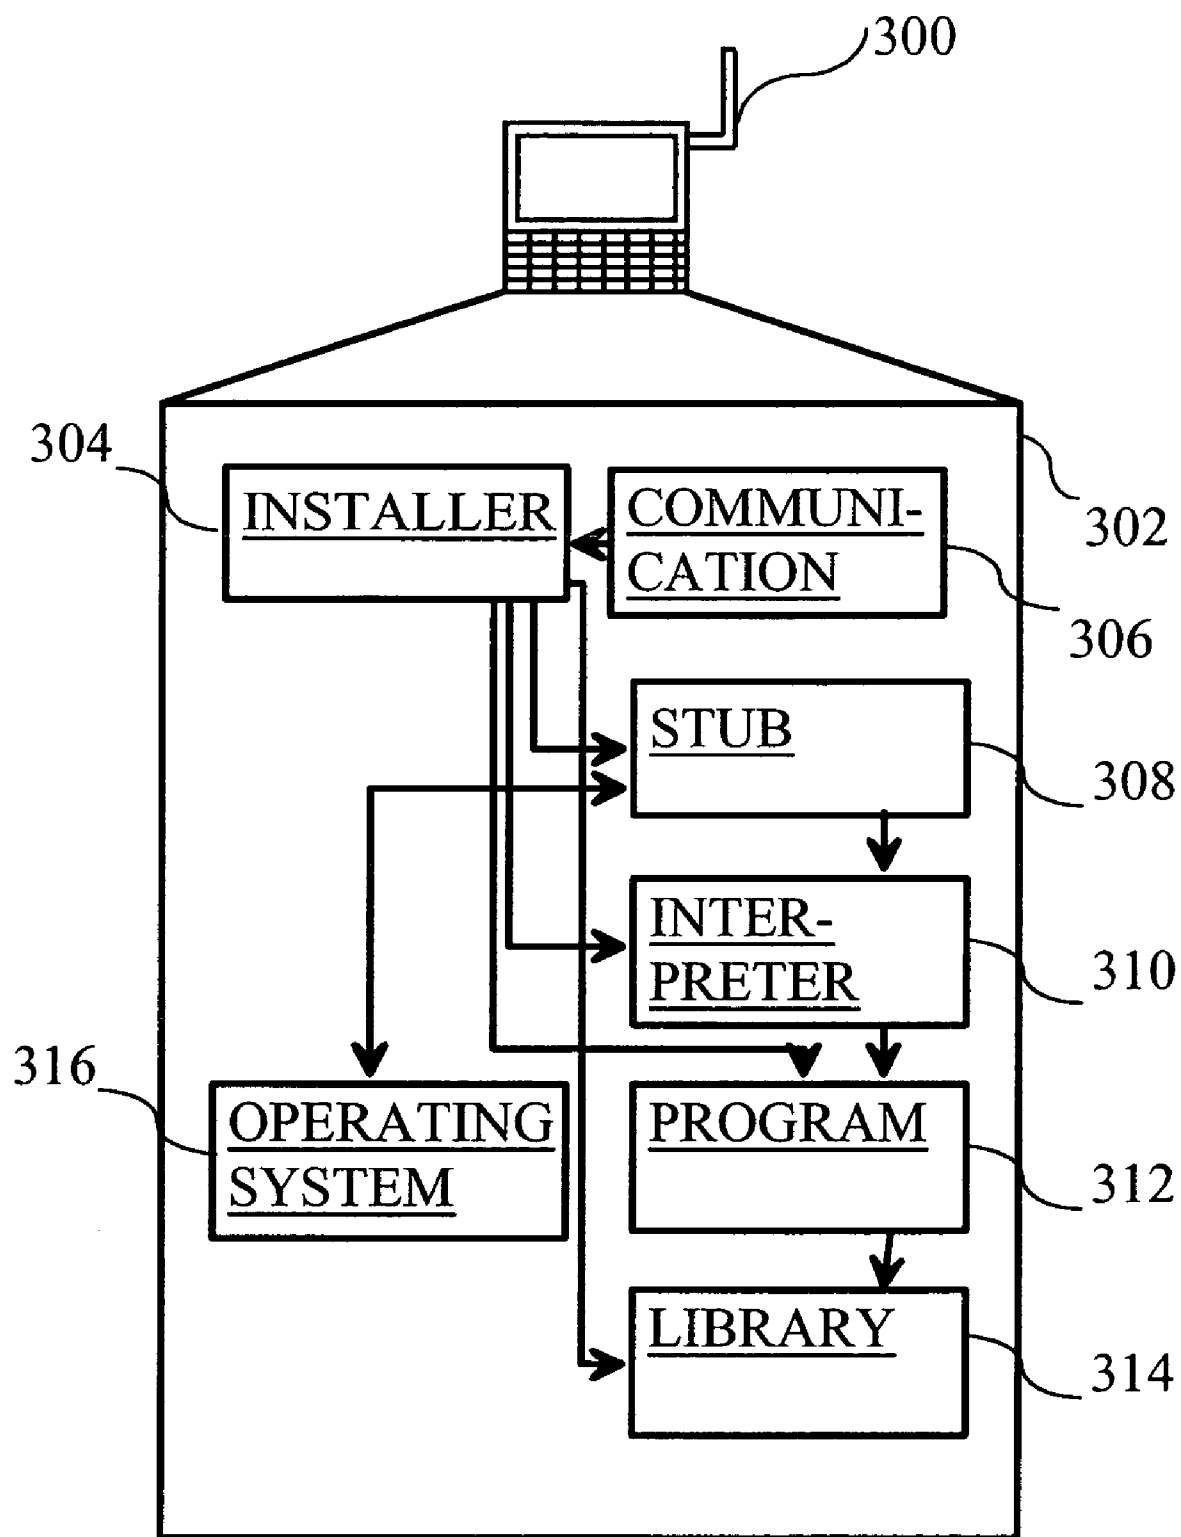 300
304
INSTALLER
COMMUNI-
CATION
302
306
STUB
308
INTER-
PRETER
310
316
OPERATING
SYSTEM
PROGRAM
312
LIBRARY
314